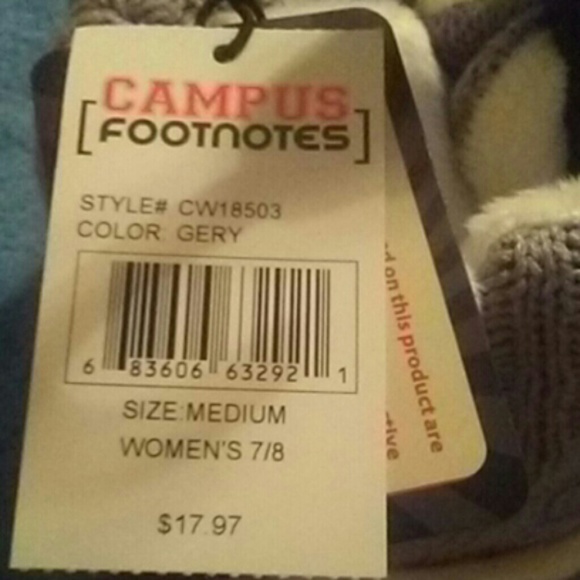 CAMPUS
[FOOTNOTES]
STYLE# CW18503
COLOR: GERY
6 83606 63292 1
SIZE:MEDIUM
WOMEN'S 7/8
$17.97
on this product are